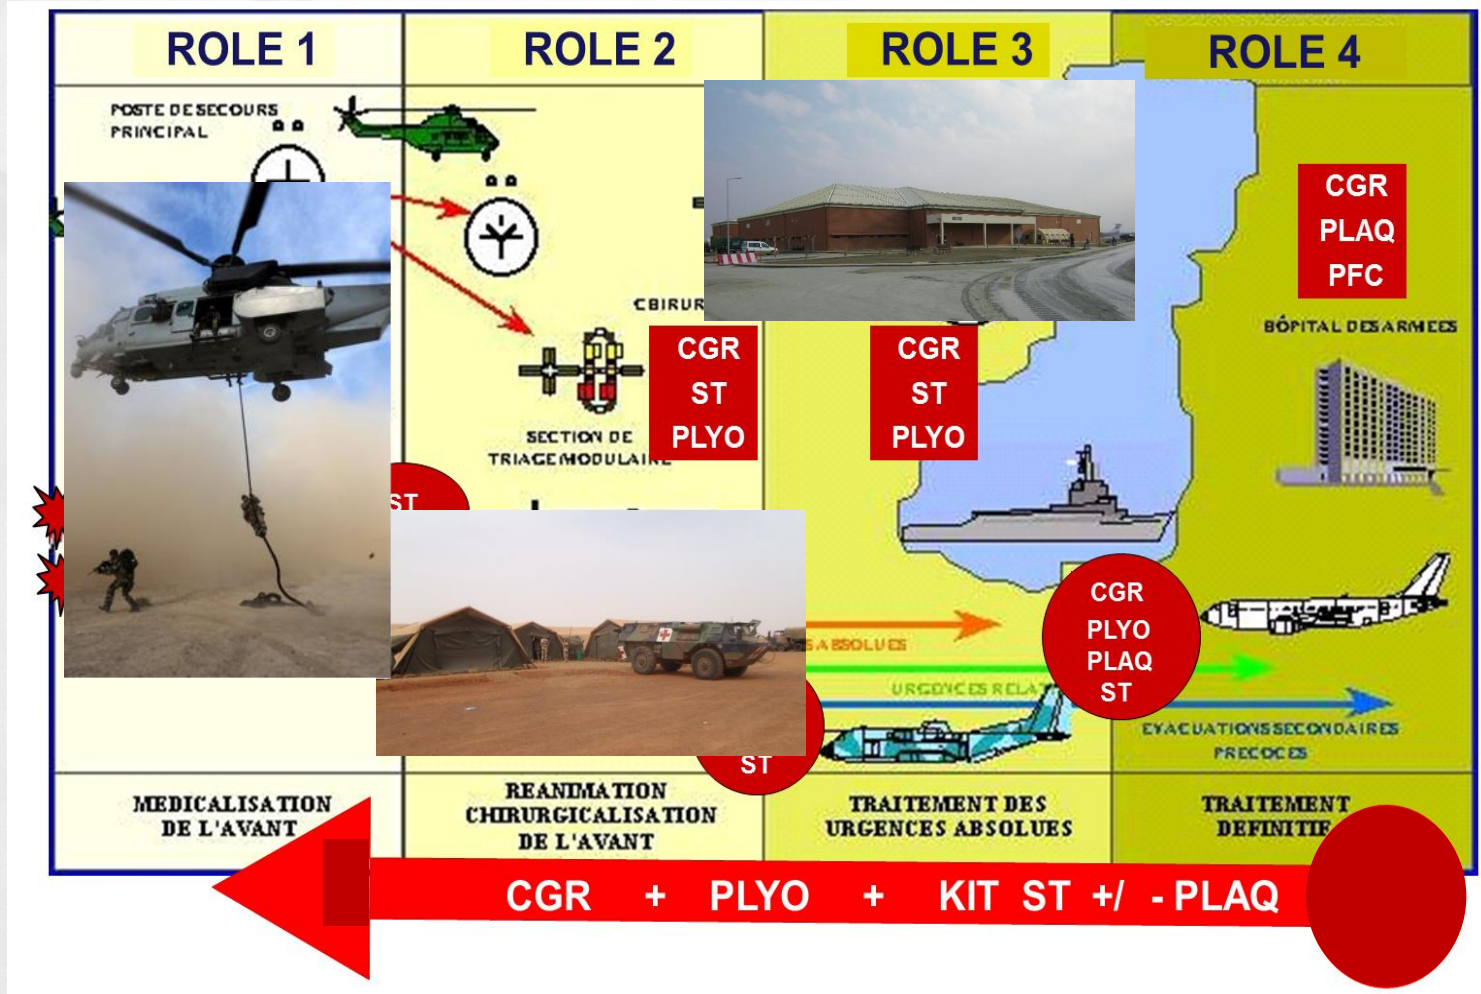 ROLE 1
ROLE 2
ROLE 3
ROLE 4
POSTE DE SECOURS
PRINCIPAL
CGR
PLAQ
PFC
HÔPITAL DES ARMEES
CGR
ST
PLYO
CGR
ST
PLYO
SECTION DE
TRIAGE MODULAIRE
ST
CGR
PLYO
PLAQ
ST
ABSOLUES
URGENCES
EVACUATIONS SECONDAIRES
PRECOCES
ST
MEDICALISATION
DE L'AVANT
REANIMATION
CHIRURGICALISATION
DE L'AVANT
TRAITEMENT DES
URGENCES ABSOLUES
TRAITEMENT
CGR + PLYO + KIT ST +/ - PLAQ